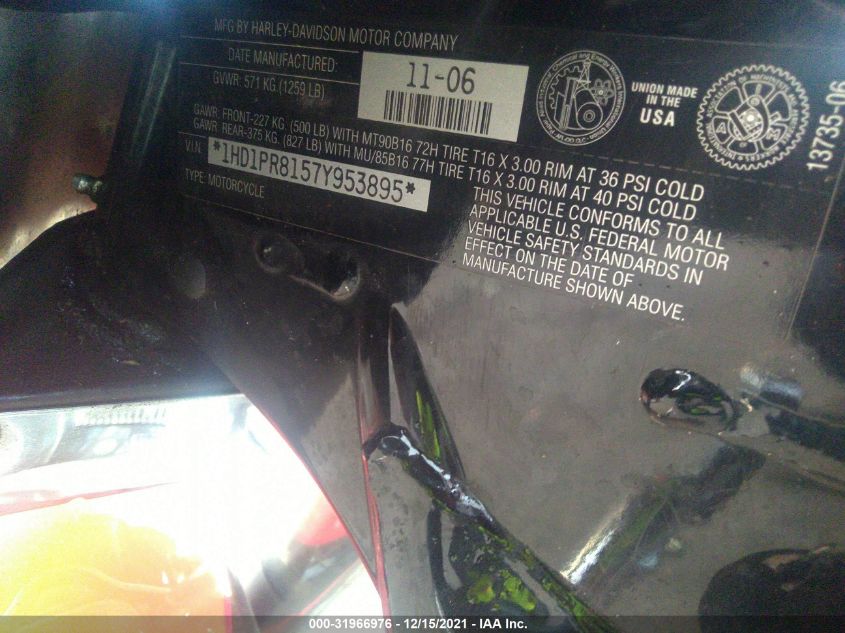 MFG BY HARLEY-DAVIDSON MOTOR COMPANY
DATE MANUFACTURED: 11-06
GVWR: 571 KG. (1259 LB)
GAWR: FRONT-227 KG. (500 LB) WITH MT90B16 72H TIRE T16 X 3.00 RIM AT 36 PSI COLD
GAWR: REAR-375 KG. (827 LB) WITH MU/85B16 77H TIRE T16 X 3.00 RIM AT 40 PSI COLD
V.I.N. *1HD1PR8157Y953895*
TYPE: MOTORCYCLE
THIS VEHICLE CONFORMS TO ALL
APPLICABLE U.S. FEDERAL MOTOR
VEHICLE SAFETY STANDARDS IN
EFFECT ON THE DATE OF
MANUFACTURE SHOWN ABOVE.
UNION MADE
IN THE
USA
13735-06
000-31966976 - 12/15/2021 - IAA Inc.